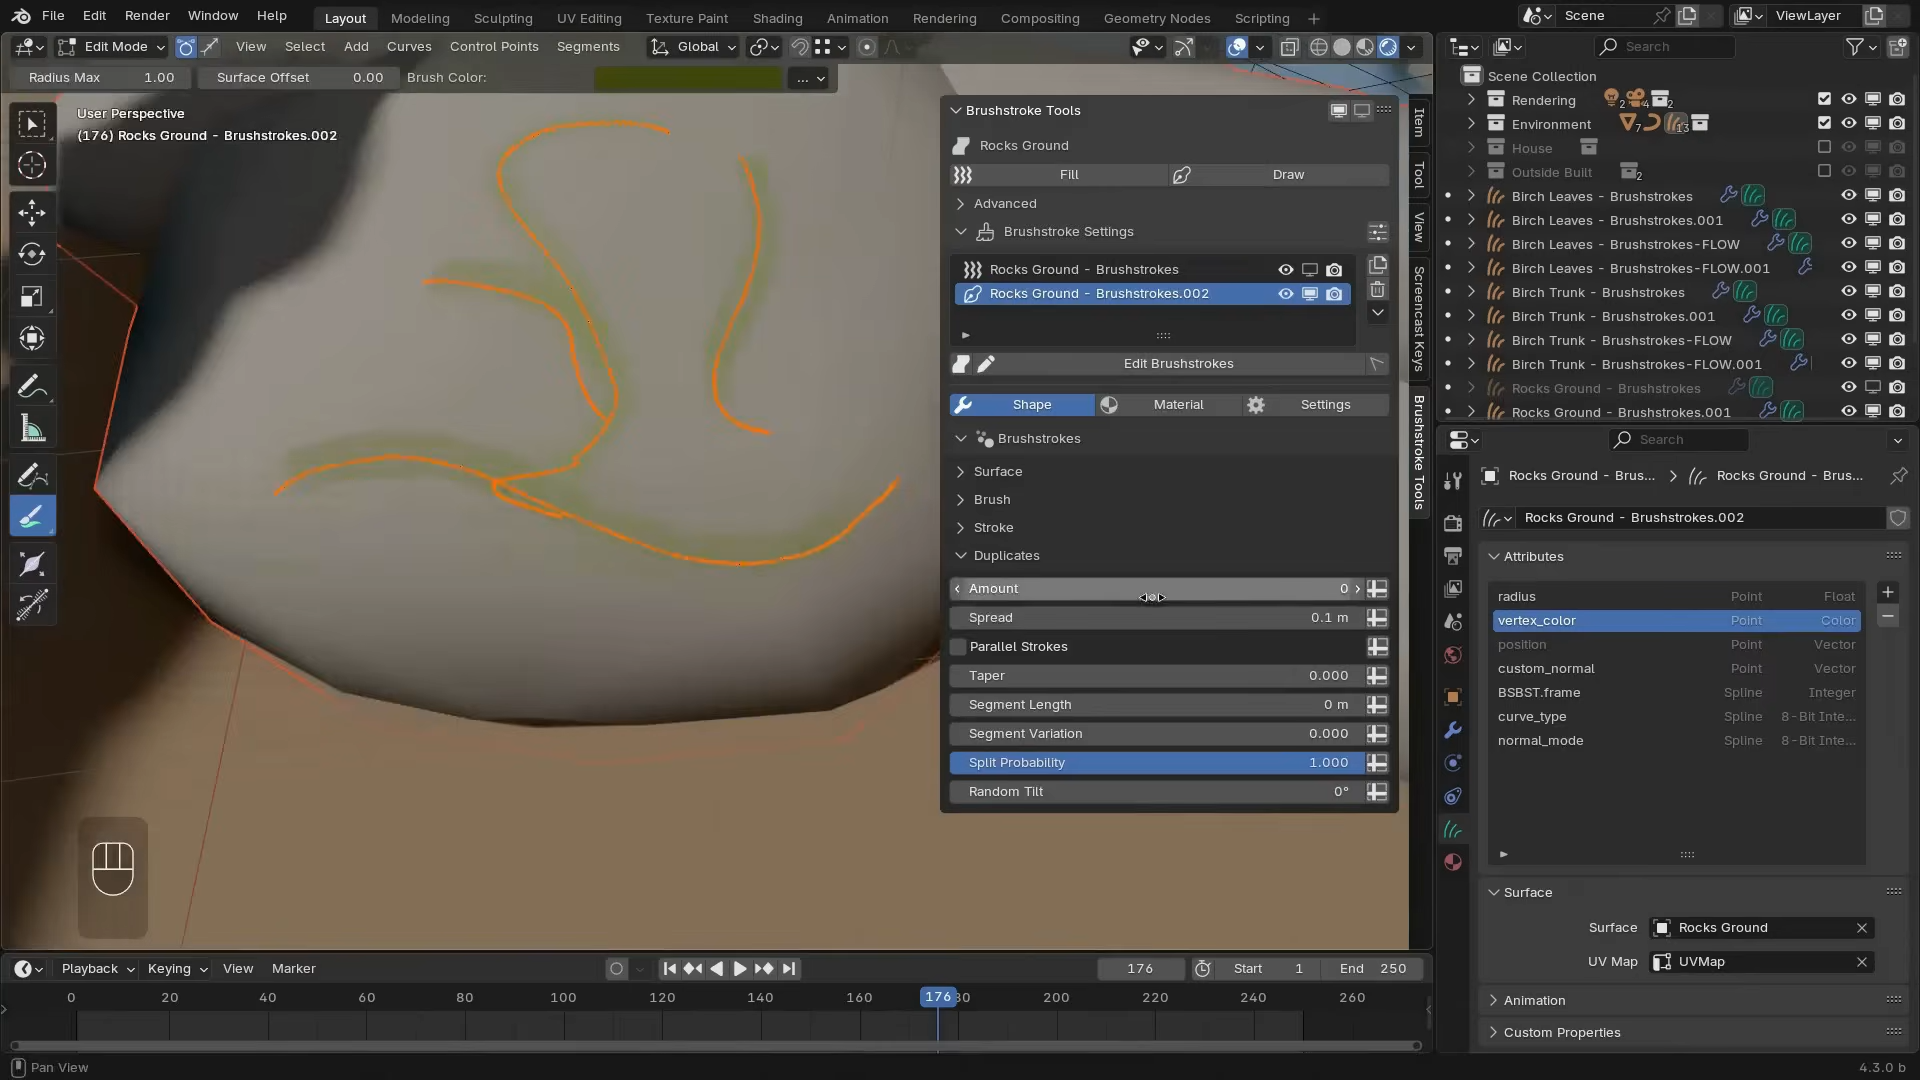 File Edit Render Window Help Layout Modeling Sculpting UV Editing Texture Paint Shading Animation Rendering Compositing Geometry Nodes Scripting + Scene ViewLayer
Edit Mode View Select Add Curves Control Points Segments Global Search
Radius Max 1.00 Surface Offset 0.00 Brush Color: ...
User Perspective
(176) Rocks Ground - Brushstrokes.002
Brushstroke Tools
Rocks Ground
Fill Draw
Advanced
Brushstroke Settings
Rocks Ground - Brushstrokes
Rocks Ground - Brushstrokes.002
Edit Brushstrokes
Shape Material Settings
Brushstrokes
Surface
Brush
Stroke
Duplicates
Amount 0
Spread 0.1 m
Parallel Strokes
Taper 0.000
Segment Length 0 m
Segment Variation 0.000
Split Probability 1.000
Random Tilt 0°
Item
Tool
View
Screencast Keys
Brushstroke Tools
Scene Collection
Rendering 2 4 2
Environment 7 13
House
Outside Built 2
Birch Leaves - Brushstrokes
Birch Leaves - Brushstrokes.001
Birch Leaves - Brushstrokes-FLOW
Birch Leaves - Brushstrokes-FLOW.001
Birch Trunk - Brushstrokes
Birch Trunk - Brushstrokes.001
Birch Trunk - Brushstrokes-FLOW
Birch Trunk - Brushstrokes-FLOW.001
Rocks Ground - Brushstrokes
Rocks Ground - Brushstrokes.001
Search
Rocks Ground - Brus... Rocks Ground - Brus...
Rocks Ground - Brushstrokes.002
Attributes
radius Point Float
vertex_color Point Color
position Point Vector
custom_normal Point Vector
BSBST.frame Spline Integer
curve_type Spline 8-Bit Inte...
normal_mode Spline 8-Bit Inte...
Surface
Surface Rocks Ground
UV Map UVMap
Animation
Custom Properties
Playback Keying View Marker 176 Start 1 End 250
0 20 40 60 80 100 120 140 160 176 200 220 240 260
Pan View 4.3.0 b